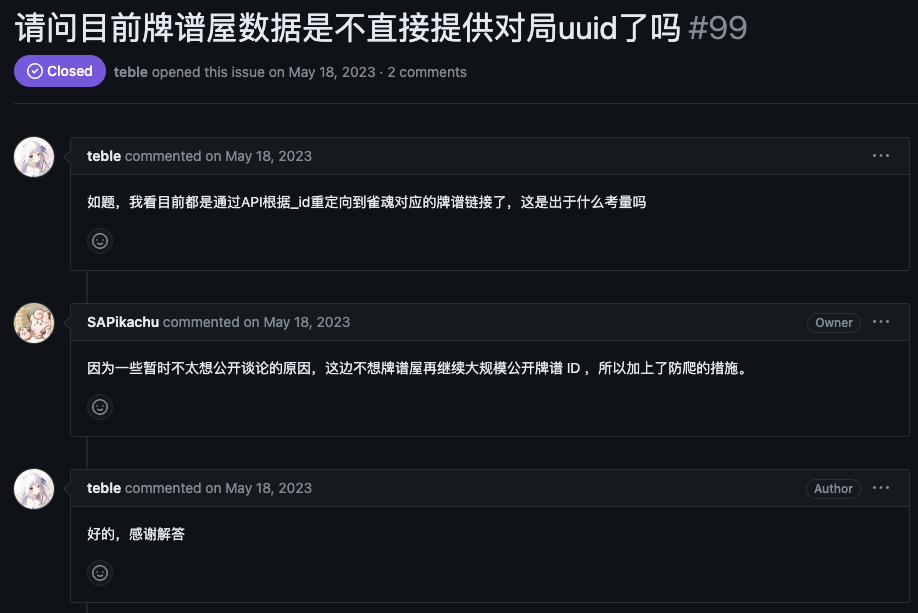 请问目前牌谱屋数据是不直接提供对局uuid了吗 #99
Closed teble opened this issue on May 18, 2023 · 2 comments
teble commented on May 18, 2023 ···
如题，我看目前都是通过API根据_id重定向到雀魂对应的牌谱链接了，这是出于什么考量吗
SAPikachu commented on May 18, 2023 Owner ···
因为一些暂时不太想公开谈论的原因，这边不想牌谱屋再继续大规模公开牌谱 ID ，所以加上了防爬的措施。
teble commented on May 18, 2023 Author ···
好的，感谢解答